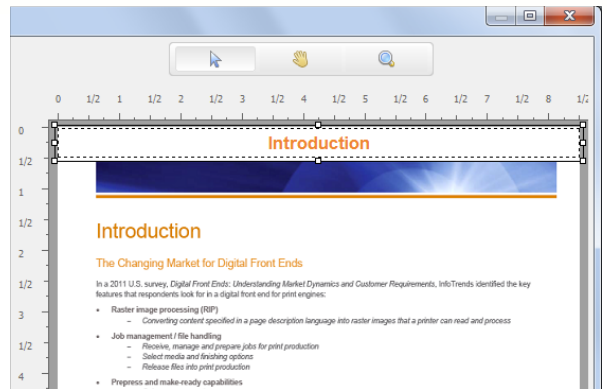 0 1/2 1 1/2 2 1/2 3 1/2 4 1/2 5 1/2 6 1/2 7 1/2 8 1/2
0
Introduction
1/2
1
1/2
Introduction
2
The Changing Market for Digital Front Ends
1/2
In a 2011 U.S. survey, Digital Front Ends: Understanding Market Dynamics and Customer Requirements, InfoTrends identified the key
features that respondents look for in a digital front end for print engines:
3
• Raster image processing (RIP)
– Converting content specified in a page description language into raster images that a printer can read and process
1/2
• Job management / file handling
– Receive, manage and prepare jobs for print production
– Select media and finishing options
– Release files into print production
4
• Prepress and make-ready capabilities